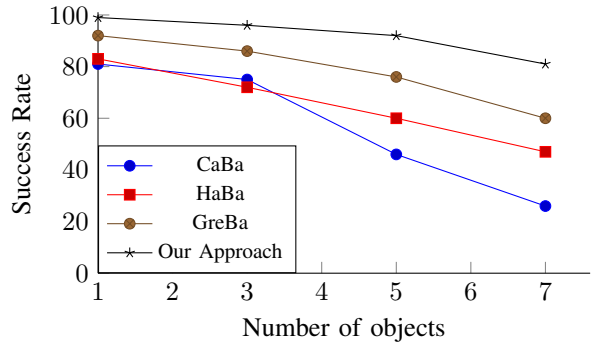 100
80
60
40
20
0
Success Rate
CaBa
HaBa
GreBa
Our Approach
1 2 3 4 5 6 7
Number of objects